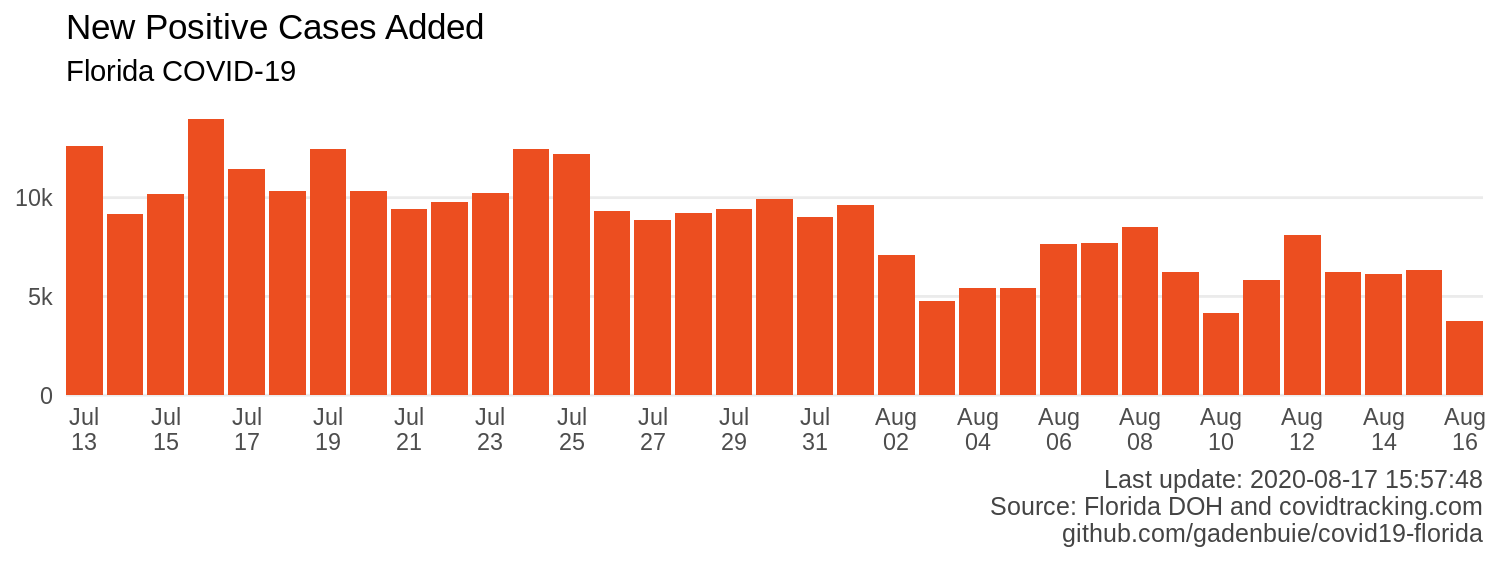 New Positive Cases Added
Florida COVID-19
10k
5k
0
Jul Jul Jul Jul Jul Jul Jul Jul Jul Jul Aug Aug Aug Aug Aug Aug Aug Aug
13 15 17 19 21 23 25 27 29 31 02 04 06 08 10 12 14 16
Last update: 2020-08-17 15:57:48
Source: Florida DOH and covidtracking.com
github.com/gadenbuie/covid19-florida